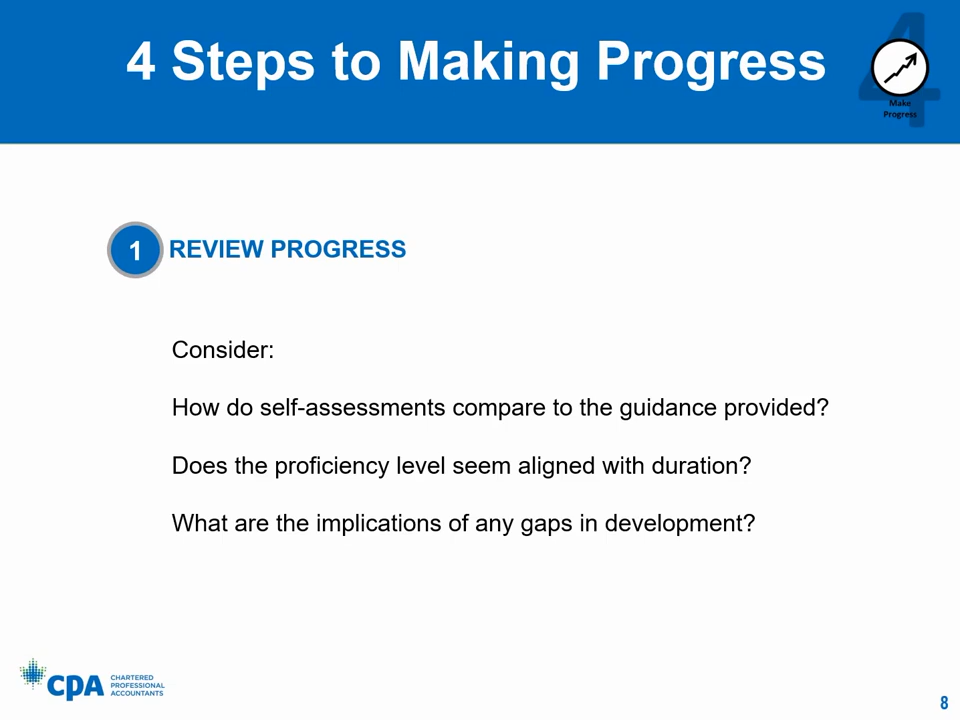 4 Steps to Making Progress
4
Make
Progress
1 REVIEW PROGRESS
Consider:
How do self-assessments compare to the guidance provided?
Does the proficiency level seem aligned with duration?
What are the implications of any gaps in development?
CPA
CHARTERED
PROFESSIONAL
ACCOUNTANTS
8